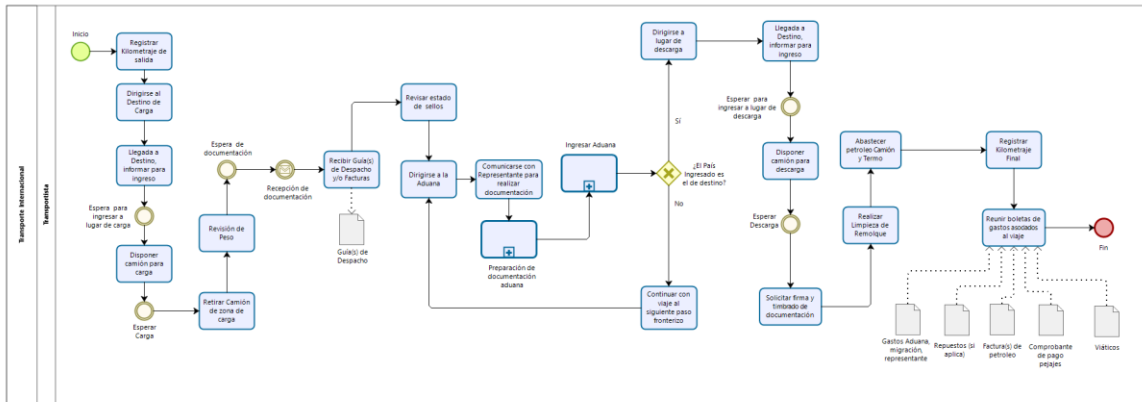 Transporte Internacional
Transportista
Inicio
Registrar
Kilometraje de
salida
Dirigirse al
Destino de
Carga
Llegada a
Destino,
informar para
ingreso
Espera para
ingresar a
lugar de carga
Disponer
camión para
carga
Esperar
Carga
Retirar Camión
de zona de
carga
Revisión de
Peso
Espera de
documentación
Recepción de
documentación
Recibir Guía(s)
de Despacho
y/o Facturas
Guía(s) de
Despacho
Revisar estado
de sellos
Dirigirse a la
Aduana
Comunicarse con
Representante para
realizar
documentación
Preparación de
documentación
aduana
Ingresar Aduana
¿El País
Ingresado es
el de destino?
Sí
No
Continuar con
viaje al
siguiente paso
fronterizo
Dirigirse a
lugar de
descarga
Llegada a
Destino,
informar para
ingreso
Esperar para
ingresar a lugar de
descarga
Disponer
camión para
descarga
Esperar
Descarga
Solicitar firma y
timbrado de
documentación
Realizar
Limpieza de
Remolque
Abastecer
petroleo Camión
y Termo
Registrar
Kilometraje
Final
Reunir boletas de
gastos asociados
al viaje
Fin
Gastos Aduana,
migración,
representante
Repuestos (si
aplica)
Factura(s) de
petroleo
Comprobante
de pago
pejajes
Viáticos